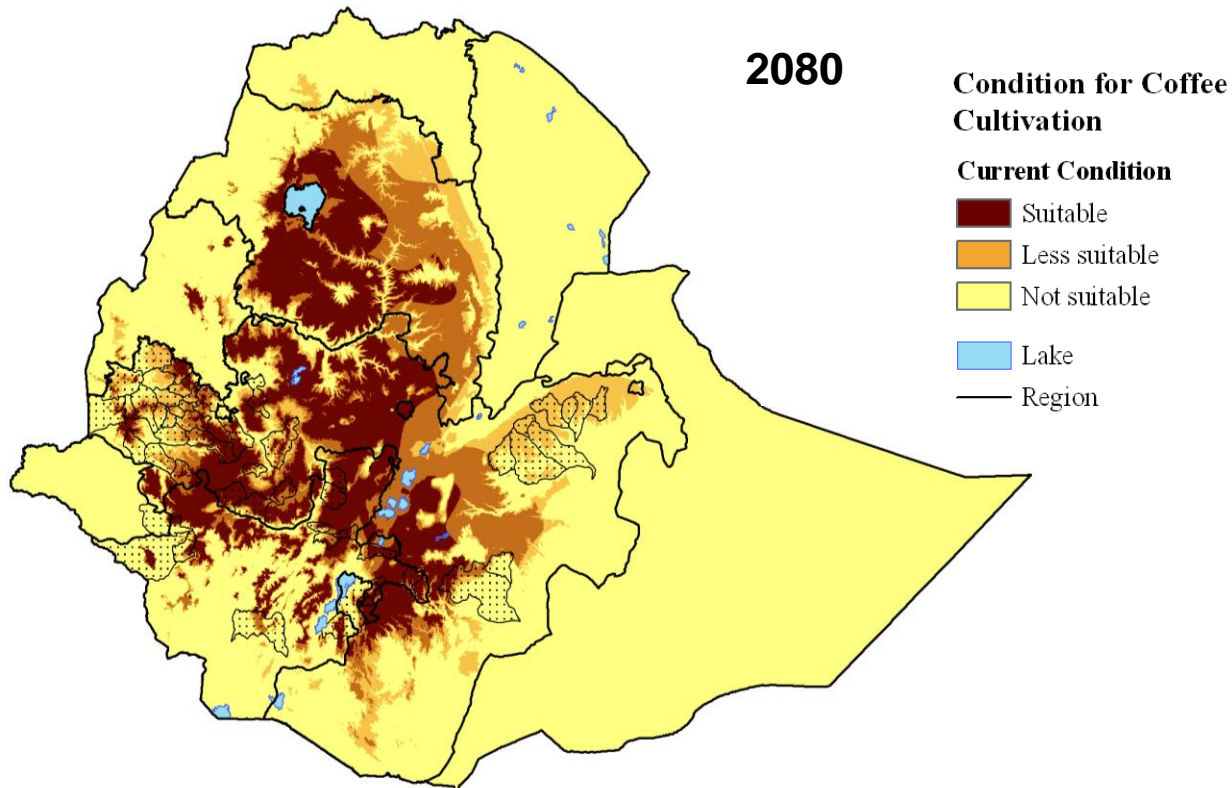 2080
Condition for Coffee
Cultivation
Current Condition
Suitable
Less suitable
Not suitable
Lake
Region